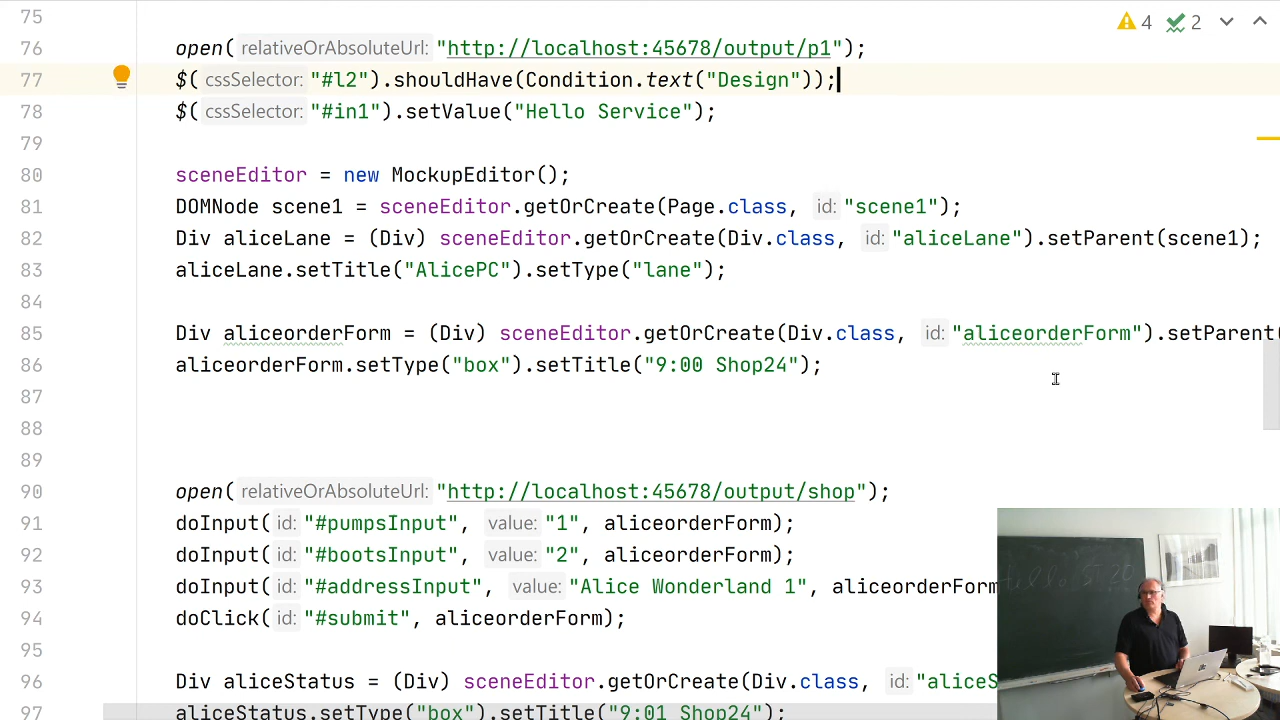 75
4 2
76 open( relativeOrAbsoluteUrl: "http://localhost:45678/output/p1");
77 $( cssSelector: "#l2").shouldHave(Condition.text("Design"));
78 $( cssSelector: "#in1").setValue("Hello Service");
79
80 sceneEditor = new MockupEditor();
81 DOMNode scene1 = sceneEditor.getOrCreate(Page.class, id: "scene1");
82 Div aliceLane = (Div) sceneEditor.getOrCreate(Div.class, id: "aliceLane").setParent(scene1);
83 aliceLane.setTitle("AlicePC").setType("lane");
84
85 Div aliceorderForm = (Div) sceneEditor.getOrCreate(Div.class, id: "aliceorderForm").setParent(
86 aliceorderForm.setType("box").setTitle("9:00 Shop24");
87
88
89
90 open( relativeOrAbsoluteUrl: "http://localhost:45678/output/shop");
91 doInput( id: "#pumpsInput", value: "1", aliceorderForm);
92 doInput( id: "#bootsInput", value: "2", aliceorderForm);
93 doInput( id: "#addressInput", value: "Alice Wonderland 1", aliceorderForm
94 doClick( id: "#submit", aliceorderForm);
95
96 Div aliceStatus = (Div) sceneEditor.getOrCreate(Div.class, id: "aliceS
97 aliceStatus.setType("box").setTitle("9:01 Shop24");